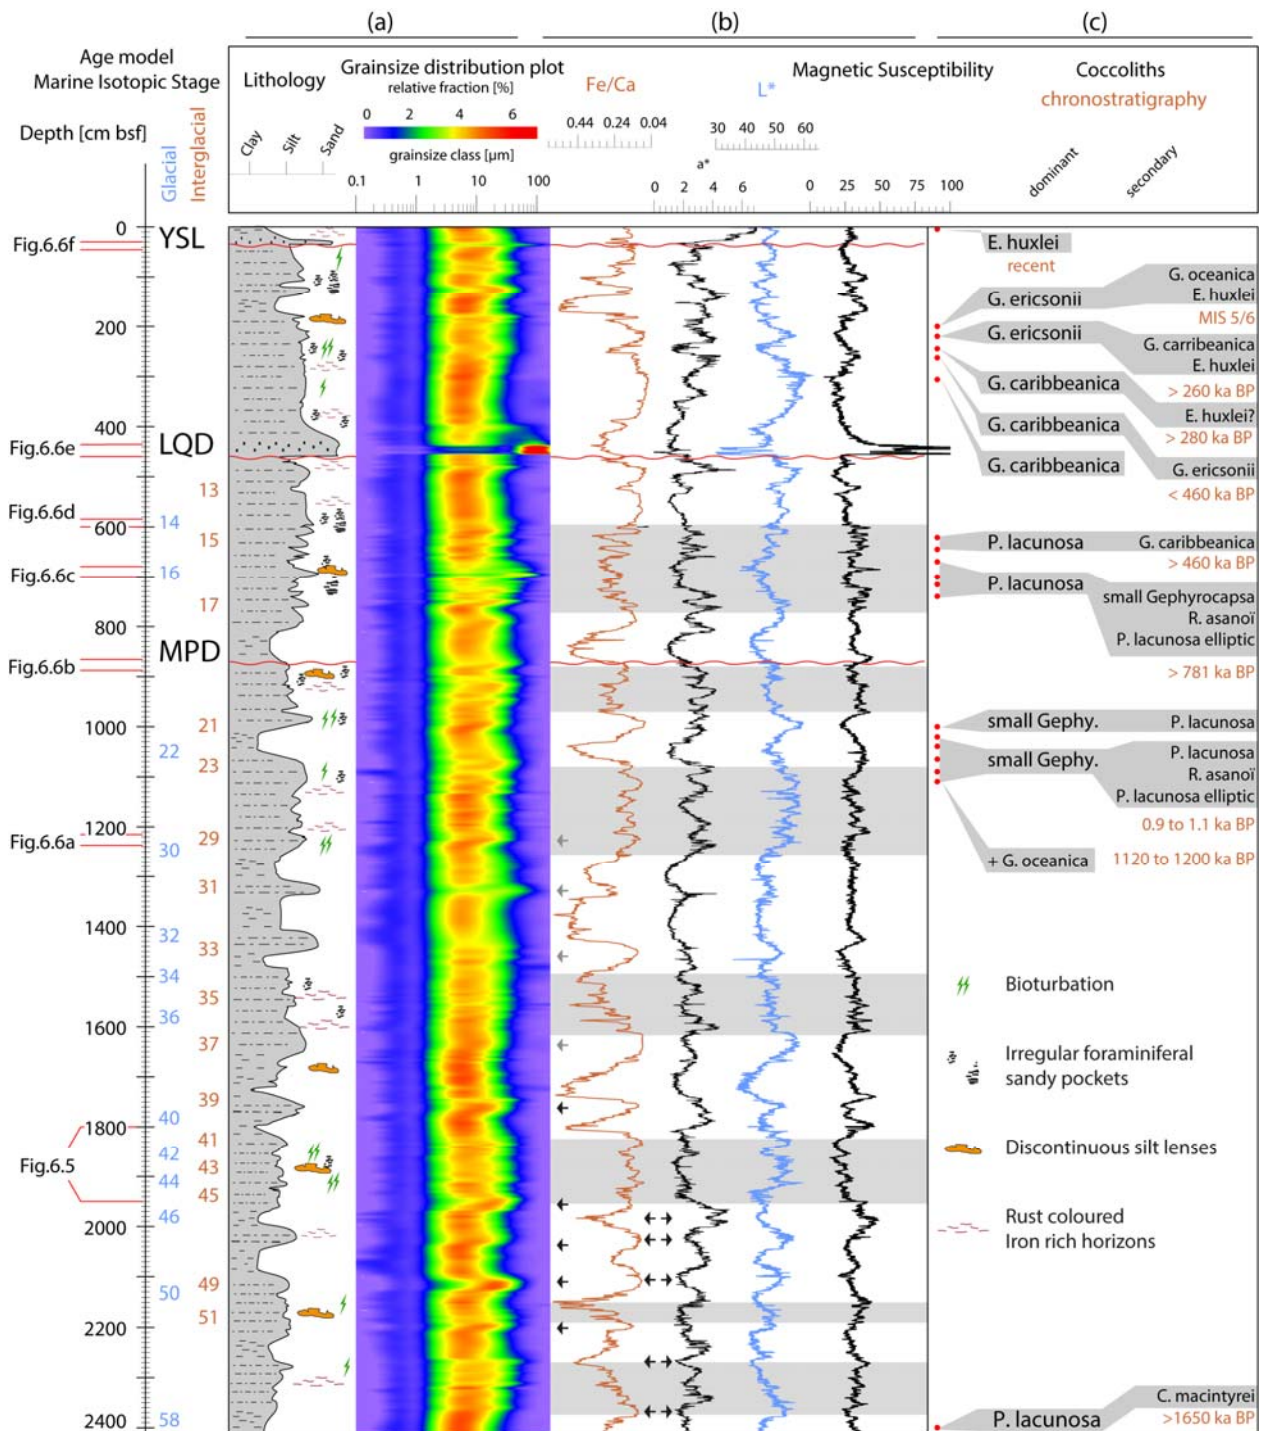 (a)
(b)
(c)
Age model
Marine Isotopic Stage
Lithology
Grainsize distribution plot
relative fraction [%]
0 2 4 6
grainsize class [µm]
0.1 1 10 100
Clay
Silt
Sand
Fe/Ca
0.44 0.24 0.04
L*
30 40 50 60
a*
0 2 4 6
Magnetic Susceptibility
0 25 50 75 100
Coccoliths
chronostratigraphy
dominant
secondary
Depth [cm bsf]
Glacial
Interglacial
0
200
400
600
800
1000
1200
1400
1600
1800
2000
2200
2400
Fig.6.6f
Fig.6.6e
Fig.6.6d
Fig.6.6c
Fig.6.6b
Fig.6.6a
Fig.6.5
YSL
LQD
MPD
14
16
22
30
32
34
36
40
42
44
46
50
58
13
15
17
21
23
29
31
33
35
37
39
41
43
45
49
51
E. huxlei
recent
G. ericsonii
G. oceanica
E. huxlei
MIS 5/6
G. ericsonii
G. carribeanica
E. huxlei
> 260 ka BP
G. caribbeanica
E. huxlei?
> 280 ka BP
G. caribbeanica
G. ericsonii
< 460 ka BP
G. caribbeanica
P. lacunosa
G. caribbeanica
> 460 ka BP
P. lacunosa
small Gephyrocapsa
R. asanoï
P. lacunosa elliptic
> 781 ka BP
small Gephy.
P. lacunosa
small Gephy.
P. lacunosa
R. asanoï
P. lacunosa elliptic
0.9 to 1.1 ka BP
+ G. oceanica
1120 to 1200 ka BP
Bioturbation
Irregular foraminiferal
sandy pockets
Discontinuous silt lenses
Rust coloured
Iron rich horizons
C. macintyrei
P. lacunosa
>1650 ka BP